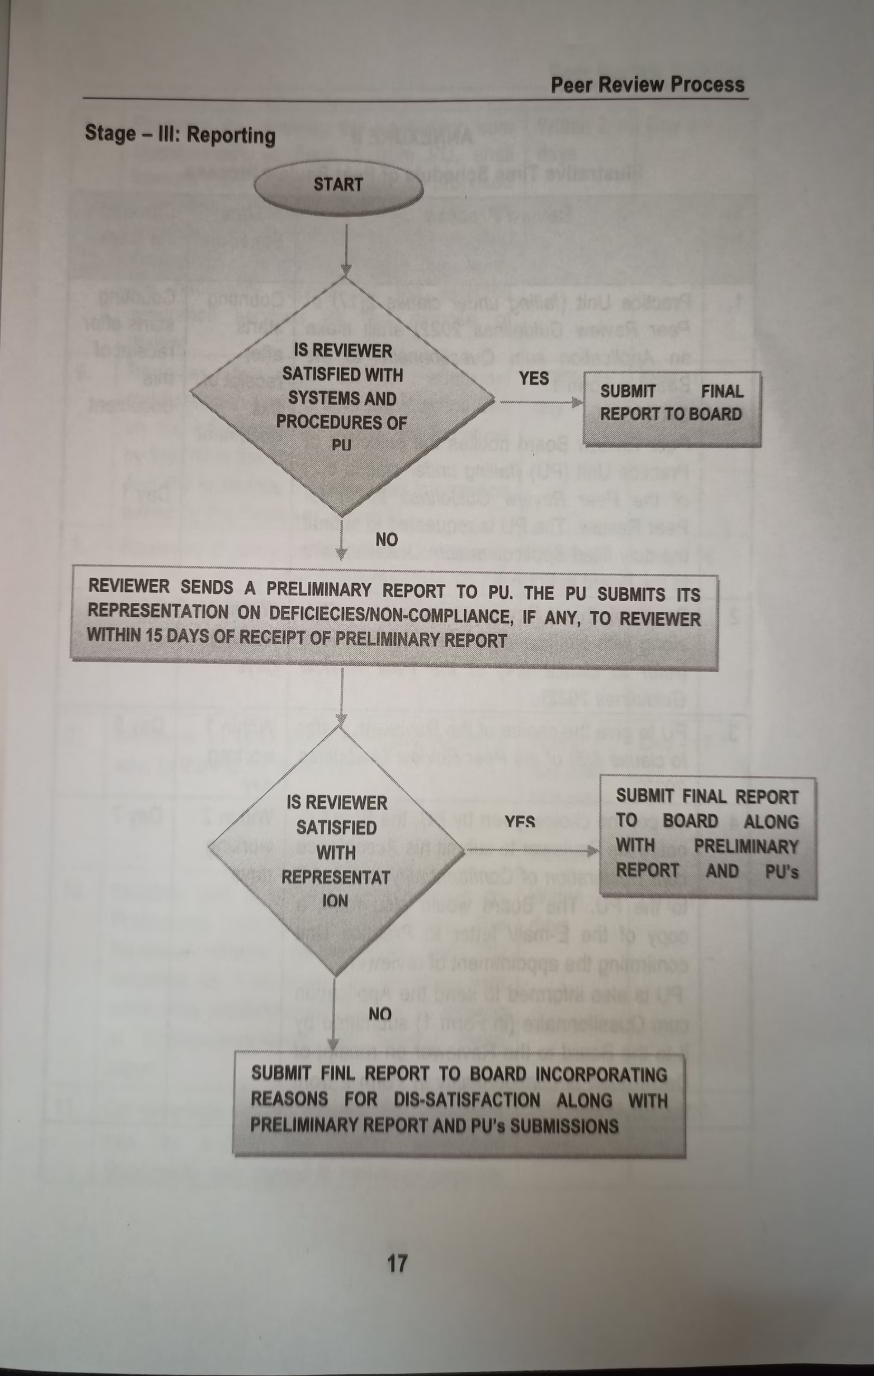 Peer Review Process
Stage – III: Reporting
START
IS REVIEWER
SATISFIED WITH
SYSTEMS AND
PROCEDURES OF
PU
YES
SUBMIT FINAL
REPORT TO BOARD
NO
REVIEWER SENDS A PRELIMINARY REPORT TO PU. THE PU SUBMITS ITS
REPRESENTATION ON DEFICIECIES/NON-COMPLIANCE, IF ANY, TO REVIEWER
WITHIN 15 DAYS OF RECEIPT OF PRELIMINARY REPORT
IS REVIEWER
SATISFIED
WITH
REPRESENTAT
ION
YES
SUBMIT FINAL REPORT
TO BOARD ALONG
WITH PRELIMINARY
REPORT AND PU's
NO
SUBMIT FINL REPORT TO BOARD INCORPORATING
REASONS FOR DIS-SATISFACTION ALONG WITH
PRELIMINARY REPORT AND PU's SUBMISSIONS
17